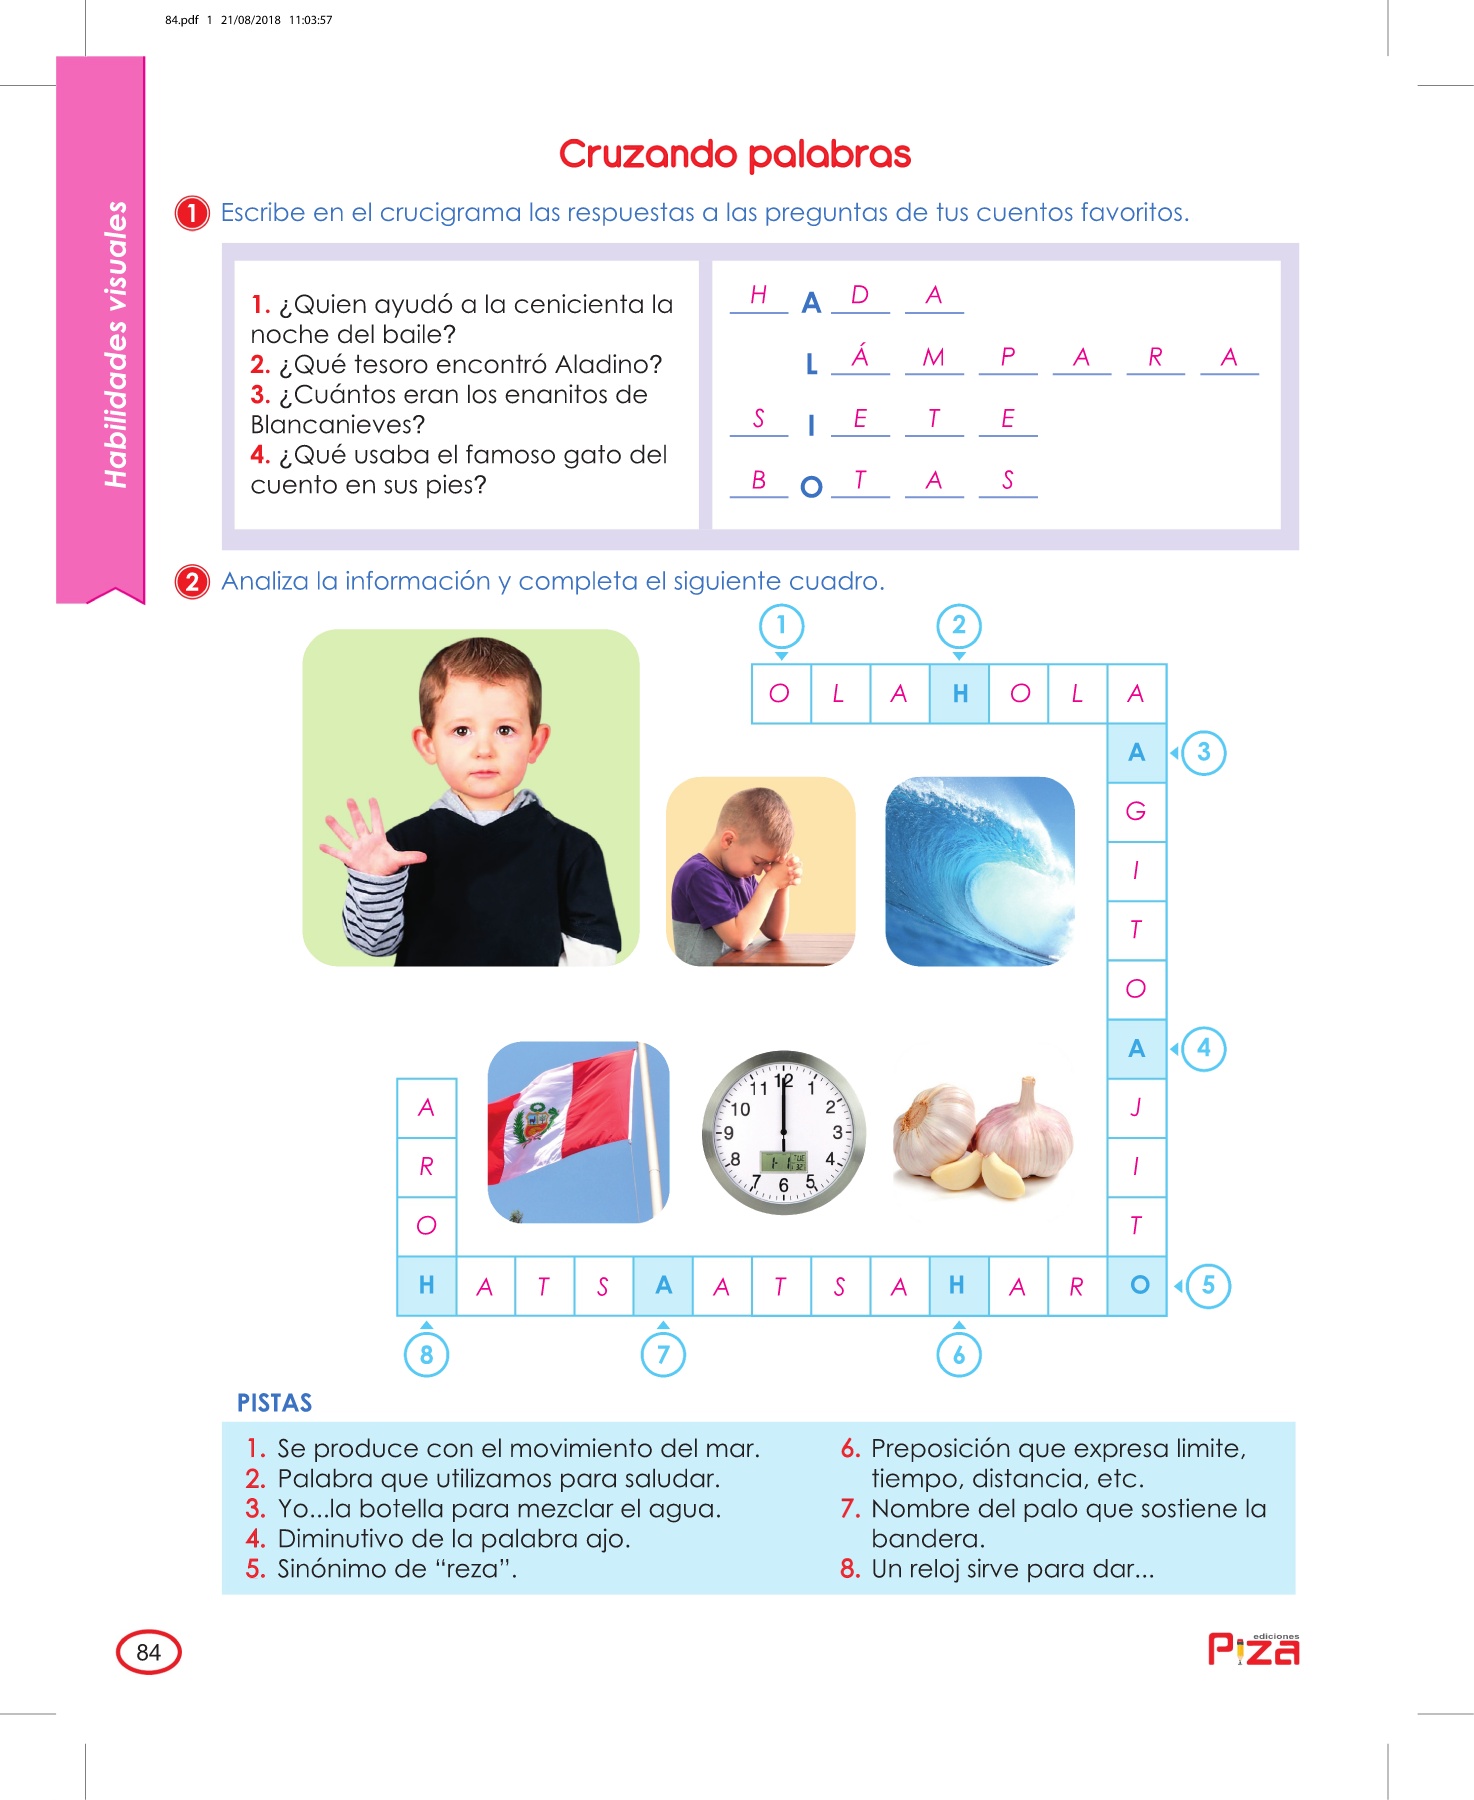 84.pdf 1 21/08/2018 11:03:57
Habilidades visuales
Cruzando palabras
1 Escribe en el crucigrama las respuestas a las preguntas de tus cuentos favoritos.
1. ¿Quien ayudó a la cenicienta la
noche del baile?
2. ¿Qué tesoro encontró Aladino?
3. ¿Cuántos eran los enanitos de
Blancanieves?
4. ¿Qué usaba el famoso gato del
cuento en sus pies?
H A D A
L Á M P A R A
S I E T E
B O T A S
2 Analiza la información y completa el siguiente cuadro.
1 2
O L A H O L A
A 3
G
I
T
O
A 4
J
I
T
A
R
O
12 1 2 3 4 5 6 7 8 9 10 11
H A T S A A T S A H A R O 5
8 7 6
PISTAS
1. Se produce con el movimiento del mar.
2. Palabra que utilizamos para saludar.
3. Yo...la botella para mezclar el agua.
4. Diminutivo de la palabra ajo.
5. Sinónimo de “reza”.
6. Preposición que expresa limite,
tiempo, distancia, etc.
7. Nombre del palo que sostiene la
bandera.
8. Un reloj sirve para dar...
84
ediciones
Piza